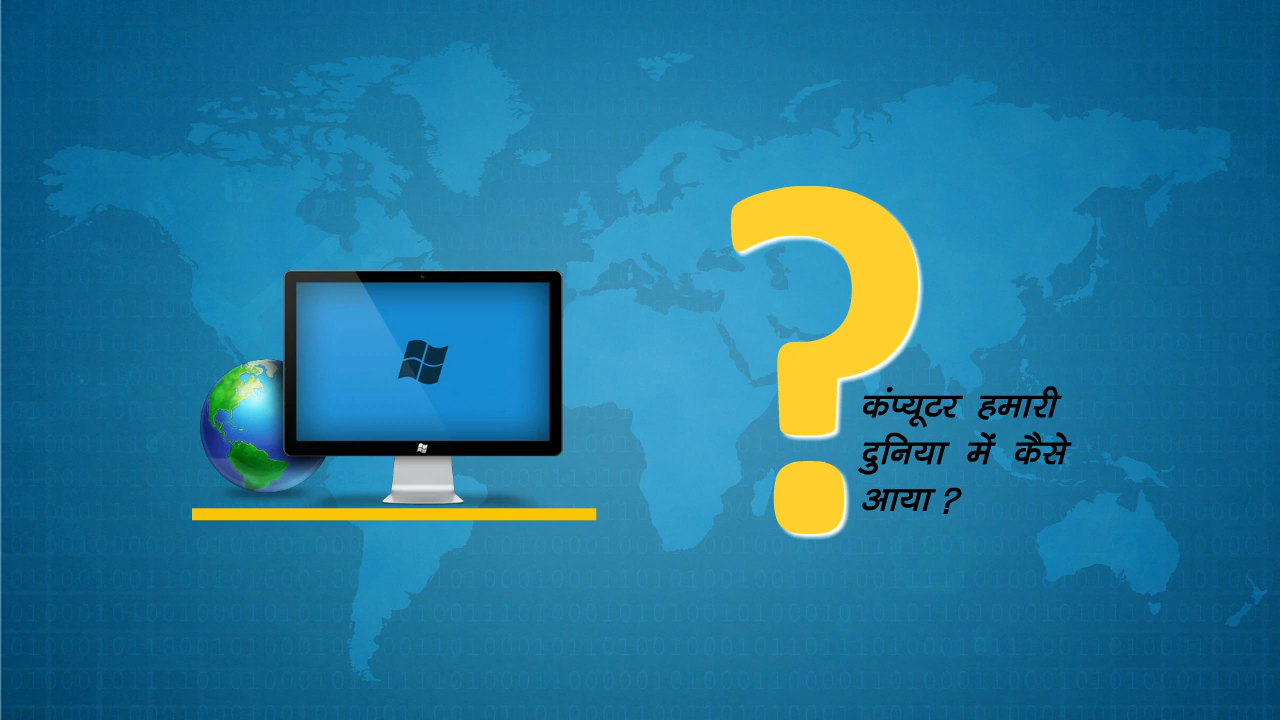 कंप्यूटर हमारी
दुनिया में कैसे
आया ?